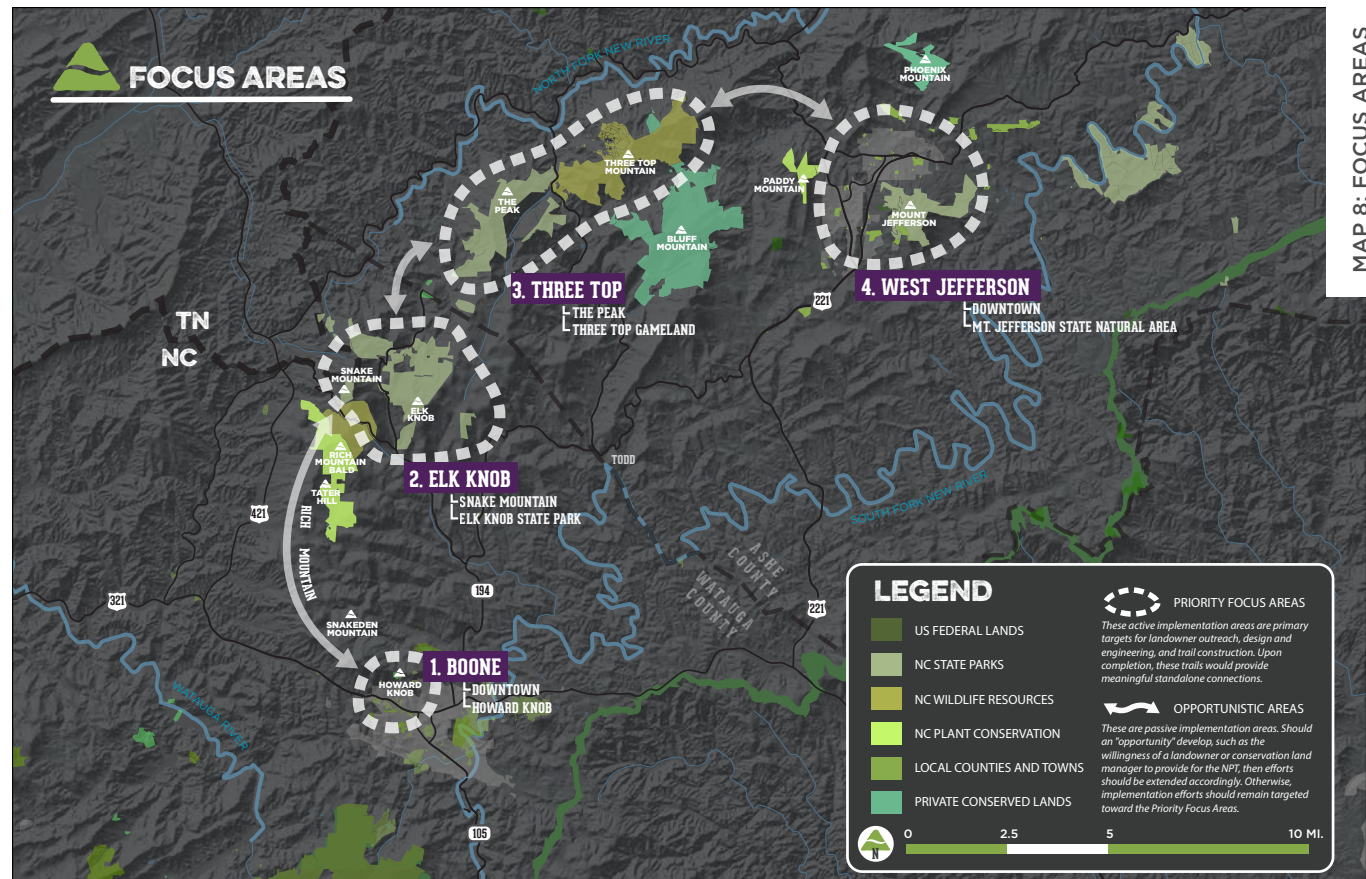 FOCUS AREAS
MAP 8: FOCUS AREAS
NORTH FORK NEW RIVER
PHOENIX
MOUNTAIN
THREE TOP
MOUNTAIN
PADDY
MOUNTAIN
THE
PEAK
MOUNT
JEFFERSON
BLUFF
MOUNTAIN
3. THREE TOP
THE PEAK
THREE TOP GAMELAND
221
4. WEST JEFFERSON
DOWNTOWN
MT. JEFFERSON STATE NATURAL AREA
TN
NC
SNAKE
MOUNTAIN
ELK
KNOB
RICH
MOUNTAIN
BALD
TATER
HILL
2. ELK KNOB
SNAKE MOUNTAIN
ELK KNOB STATE PARK
TODD
421
RICH
MOUNTAIN
SOUTH FORK NEW RIVER
ASHE
COUNTY
WATAUGA
COUNTY
194
321
221
SNAKEDEN
MOUNTAIN
1. BOONE
DOWNTOWN
HOWARD KNOB
HOWARD
KNOB
WATAUGA RIVER
105
LEGEND
US FEDERAL LANDS
NC STATE PARKS
NC WILDLIFE RESOURCES
NC PLANT CONSERVATION
LOCAL COUNTIES AND TOWNS
PRIVATE CONSERVED LANDS
PRIORITY FOCUS AREAS
These active implementation areas are primary
targets for landowner outreach, design and
engineering, and trail construction. Upon
completion, these trails would provide
meaningful standalone connections.
OPPORTUNISTIC AREAS
These are passive implementation areas. Should
an "opportunity" develop, such as the
willingness of a landowner or conservation land
manager to provide for the NPT, then efforts
should be extended accordingly. Otherwise,
implementation efforts should remain targeted
toward the Priority Focus Areas.
N
0 2.5 5 10 MI.